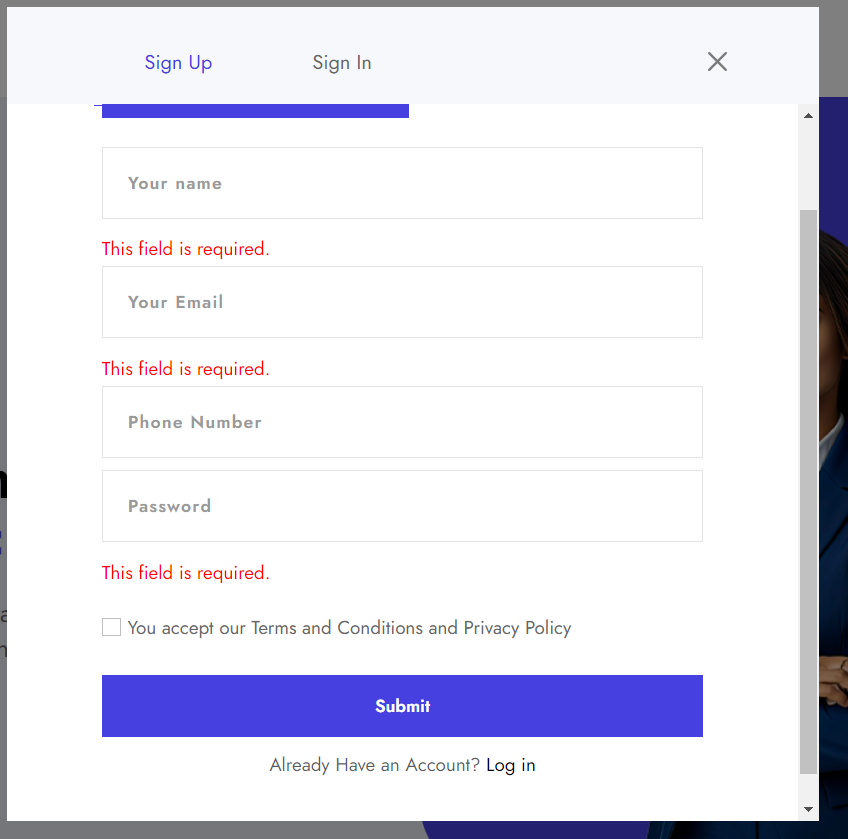 Sign Up Sign In
Your name
This field is required.
Your Email
This field is required.
Phone Number
Password
This field is required.
You accept our Terms and Conditions and Privacy Policy
Submit
Already Have an Account? Log in